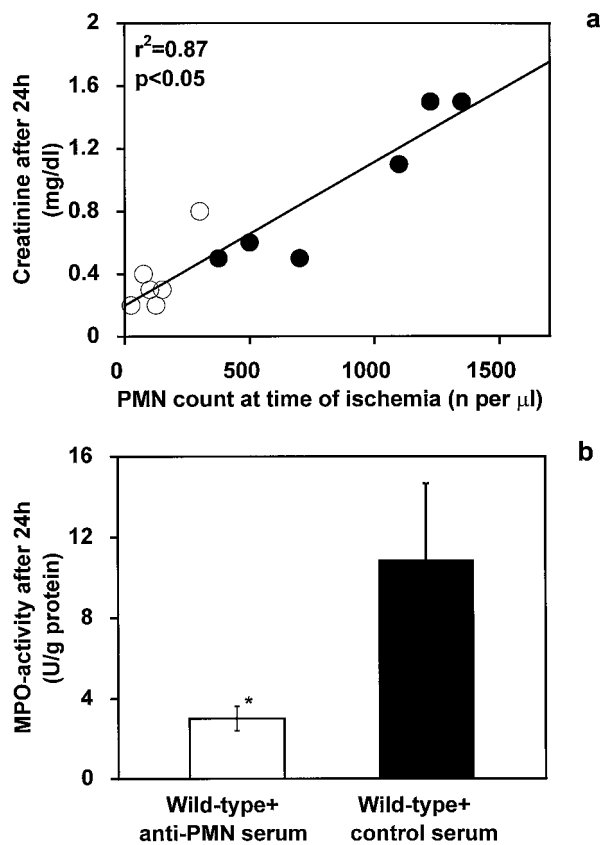 a
2
r²=0.87
p<0.05
1.6
1.2
0.8
0.4
0
Creatinine after 24h
(mg/dl)
0 500 1000 1500
PMN count at time of ischemia (n per μl)
b
16
12
8
4
0
MPO-activity after 24h
(U/g protein)
*
Wild-type+
anti-PMN serum
Wild-type+
control serum